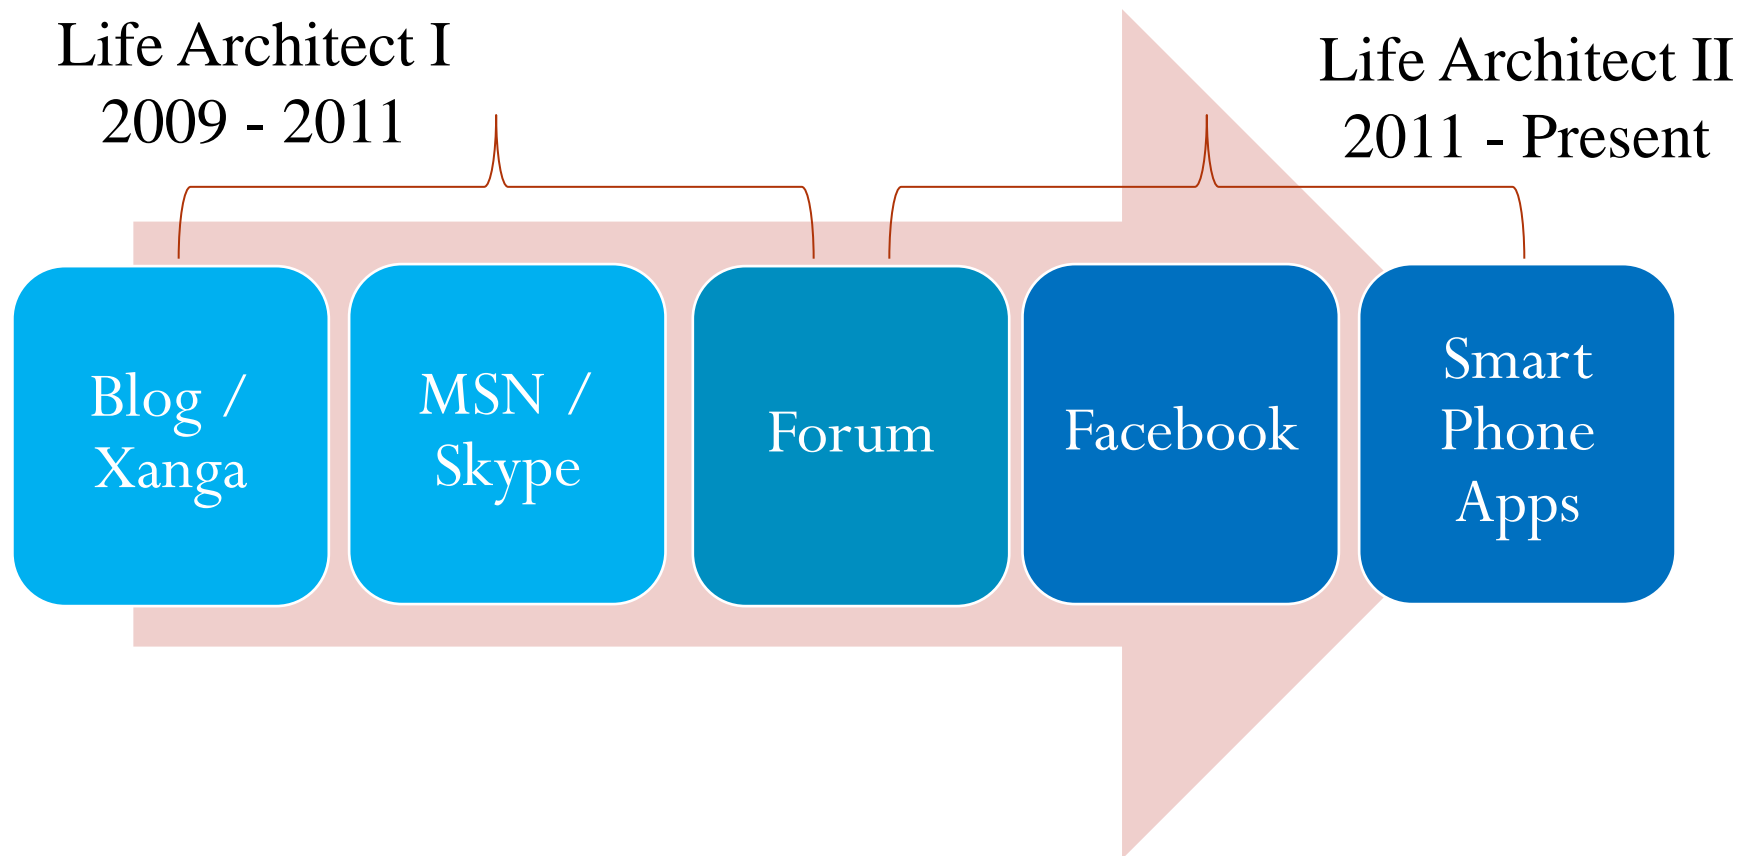 Life Architect I
2009 - 2011
Life Architect II
2011 - Present
Blog /
Xanga
MSN /
Skype
Forum
Facebook
Smart
Phone
Apps